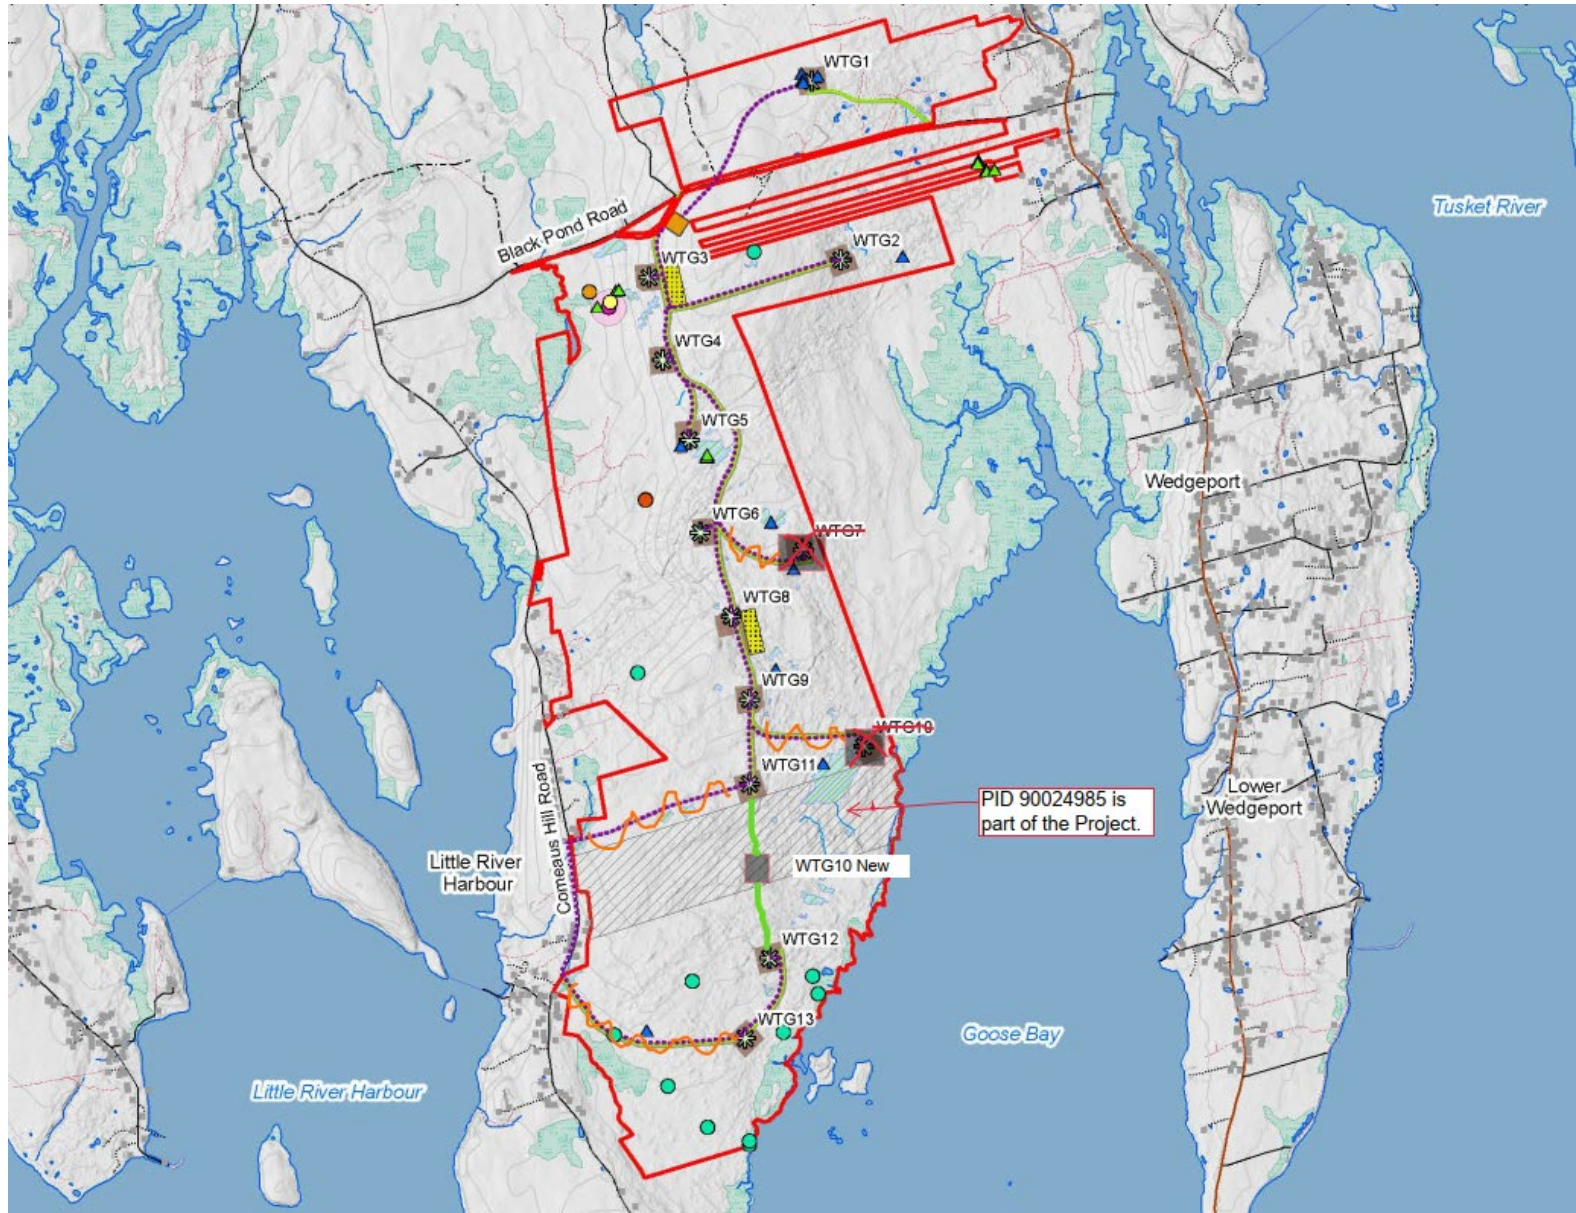 WTG1
Tusket River
Black Pond Road
WTG2
WTG3
WTG4
WTG5
Wedgeport
WTG6
WTG7
WTG8
WTG9
WTG10
WTG11
PID 90024985 is
part of the Project.
Lower
Wedgeport
Comeaus Hill Road
Little River
Harbour
WTG10 New
WTG12
WTG13
Goose Bay
Little River Harbour